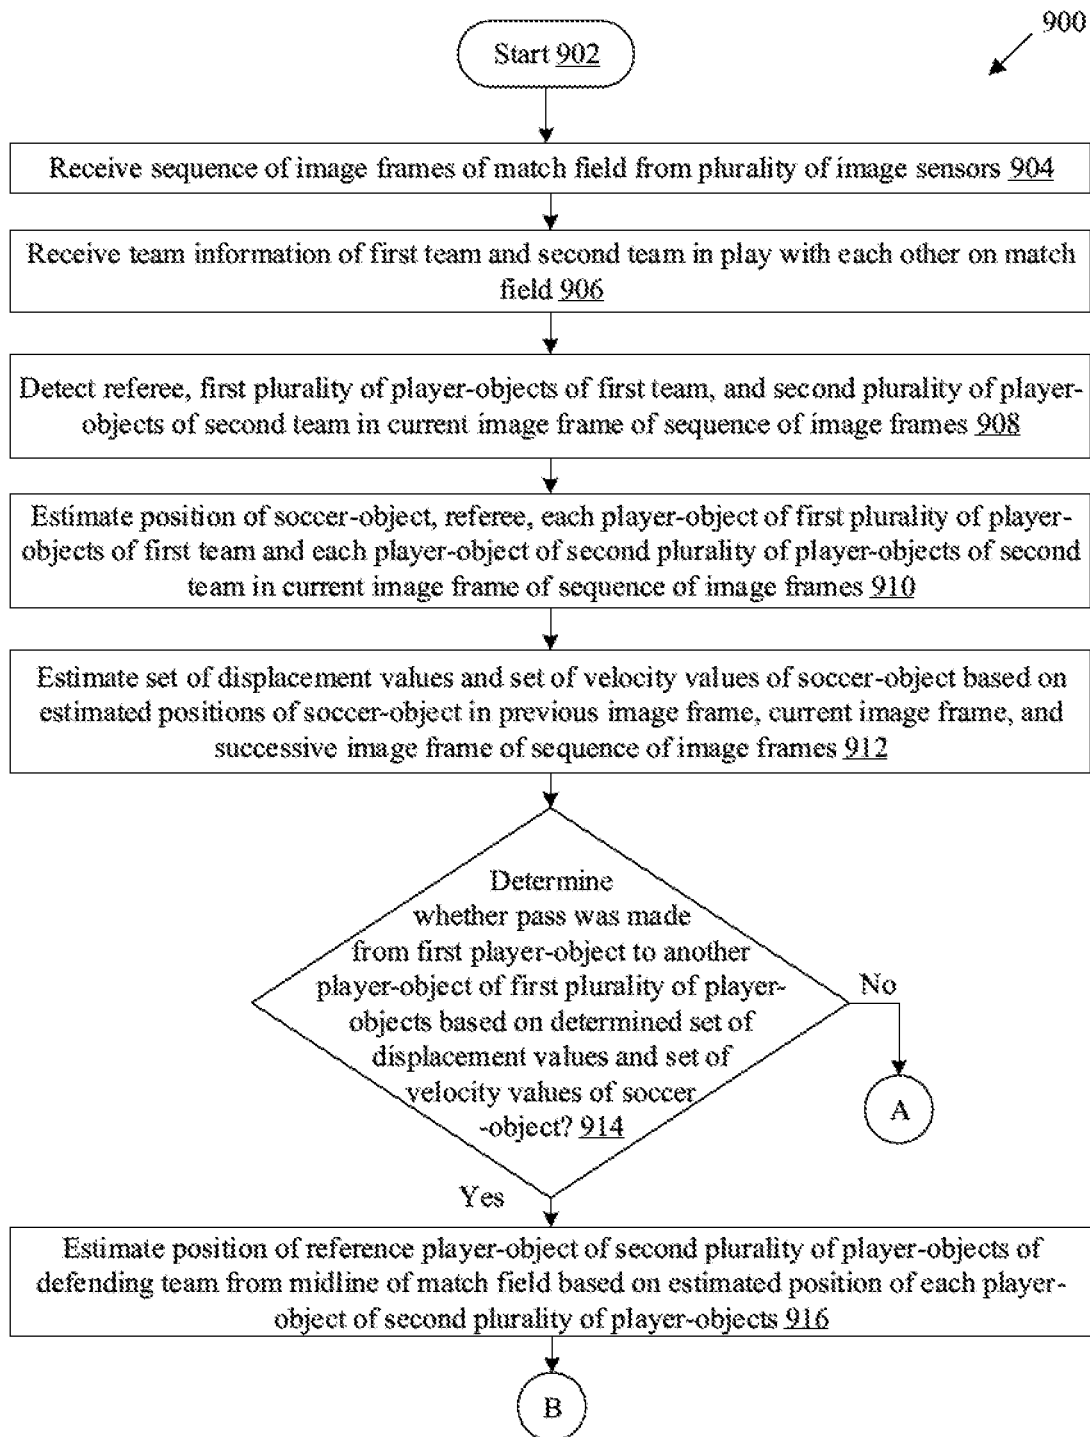 900
Start 902
Receive sequence of image frames of match field from plurality of image sensors 904
Receive team information of first team and second team in play with each other on match
field 906
Detect referee, first plurality of player-objects of first team, and second plurality of player-
objects of second team in current image frame of sequence of image frames 908
Estimate position of soccer-object, referee, each player-object of first plurality of player-
objects of first team and each player-object of second plurality of player-objects of second
team in current image frame of sequence of image frames 910
Estimate set of displacement values and set of velocity values of soccer-object based on
estimated positions of soccer-object in previous image frame, current image frame, and
successive image frame of sequence of image frames 912
Determine
whether pass was made
from first player-object to another
player-object of first plurality of player-
objects based on determined set of
displacement values and set of
velocity values of soccer
-object? 914
No
A
Yes
Estimate position of reference player-object of second plurality of player-objects of
defending team from midline of match field based on estimated position of each player-
object of second plurality of player-objects 916
B